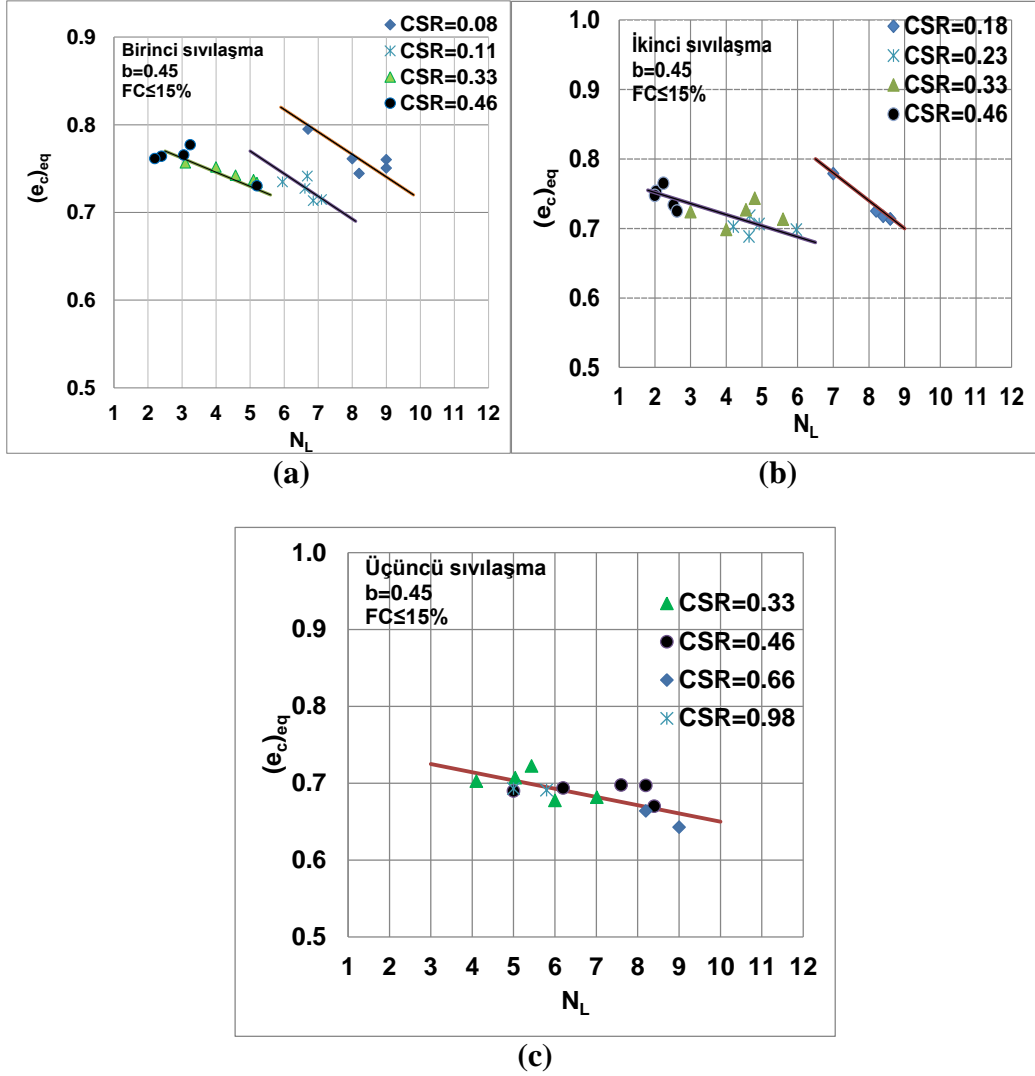 0.9
0.8
0.7
0.6
0.5
(ec)eq
Birinci sıvılaşma
b=0.45
FC≤15%
CSR=0.08
CSR=0.11
CSR=0.33
CSR=0.46
1 2 3 4 5 6 7 8 9 10 11 12
NL
(a)
1.0
0.9
0.8
0.7
0.6
0.5
(ec)eq
İkinci sıvılaşma
b=0.45
FC≤15%
CSR=0.18
CSR=0.23
CSR=0.33
CSR=0.46
1 2 3 4 5 6 7 8 9 10 11 12
NL
(b)
1.0
0.9
0.8
0.7
0.6
0.5
(ec)eq
Üçüncü sıvılaşma
b=0.45
FC≤15%
CSR=0.33
CSR=0.46
CSR=0.66
CSR=0.98
1 2 3 4 5 6 7 8 9 10 11 12
NL
(c)